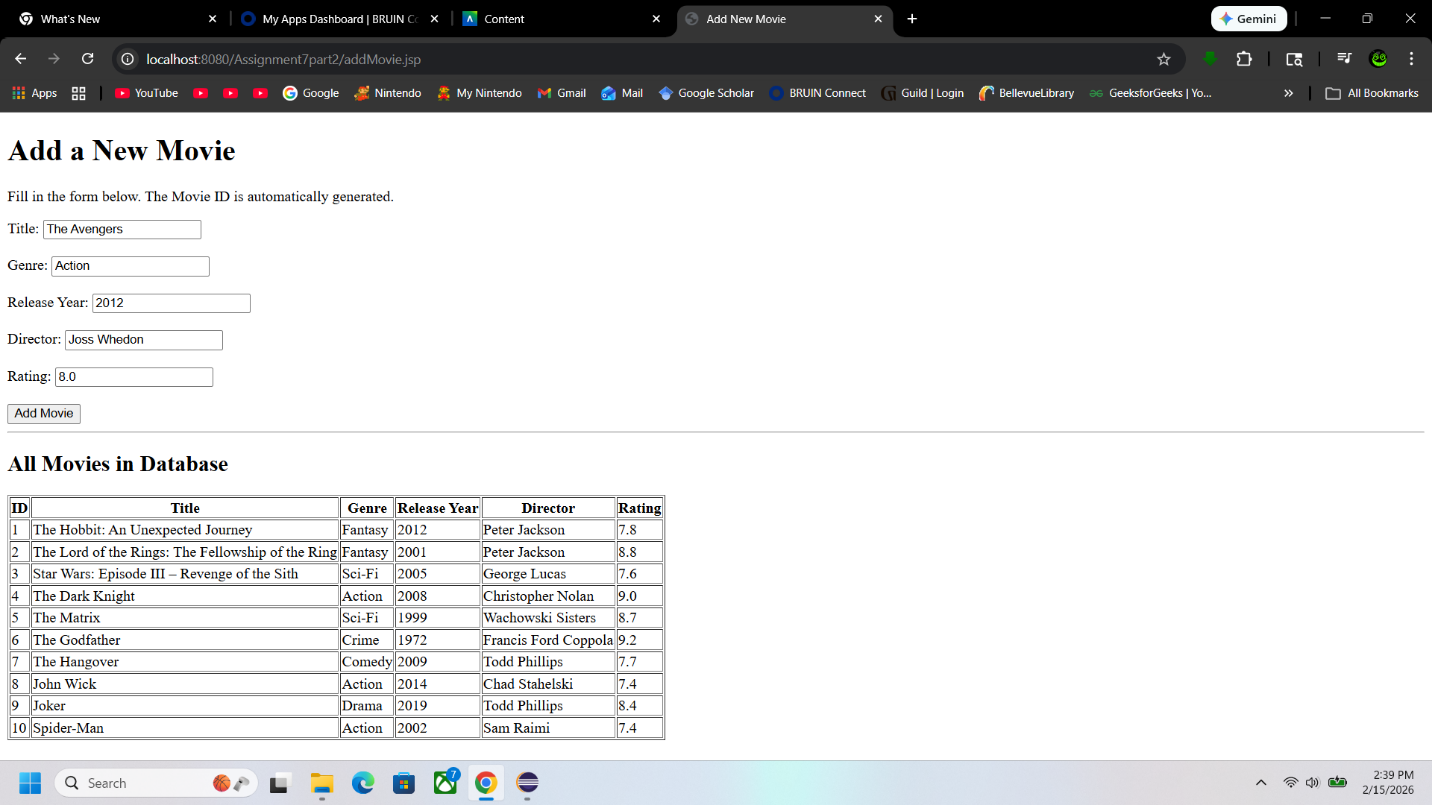 What's New
My Apps Dashboard | BRUIN Co
Content
Add New Movie
Gemini
localhost:8080/Assignment7part2/addMovie.jsp
Apps
YouTube
Google
Nintendo
My Nintendo
Gmail
Mail
Google Scholar
BRUIN Connect
Guild | Login
BellevueLibrary
GeeksforGeeks | Yo...
All Bookmarks
Add a New Movie
Fill in the form below. The Movie ID is automatically generated.
Title: The Avengers
Genre: Action
Release Year: 2012
Director: Joss Whedon
Rating: 8.0
Add Movie
All Movies in Database
ID Title Genre Release Year Director Rating
1 The Hobbit: An Unexpected Journey Fantasy 2012 Peter Jackson 7.8
2 The Lord of the Rings: The Fellowship of the Ring Fantasy 2001 Peter Jackson 8.8
3 Star Wars: Episode III – Revenge of the Sith Sci-Fi 2005 George Lucas 7.6
4 The Dark Knight Action 2008 Christopher Nolan 9.0
5 The Matrix Sci-Fi 1999 Wachowski Sisters 8.7
6 The Godfather Crime 1972 Francis Ford Coppola 9.2
7 The Hangover Comedy 2009 Todd Phillips 7.7
8 John Wick Action 2014 Chad Stahelski 7.4
9 Joker Drama 2019 Todd Phillips 8.4
10 Spider-Man Action 2002 Sam Raimi 7.4
Search
7
2:39 PM
2/15/2026